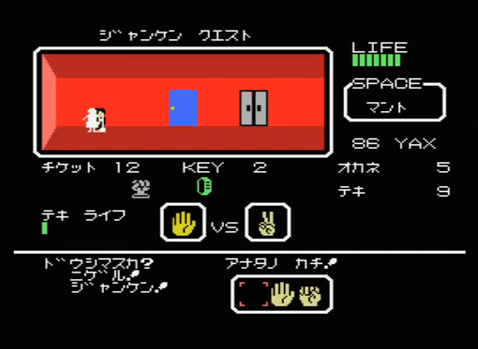 ジャンケン クエスト
LIFE
SPACE
マント
86 YAX
チケット 12 KEY 2
オカネ 5
テキ 9
テキ ライフ
VS
ドウシマスカ?
ニゲル!
ジャンケン!
アナタノ カチ!